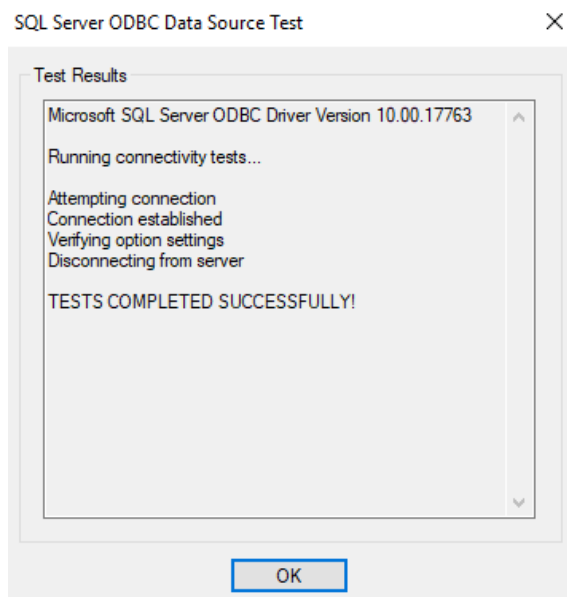 SQL Server ODBC Data Source Test
Test Results
Microsoft SQL Server ODBC Driver Version 10.00.17763
Running connectivity tests...
Attempting connection
Connection established
Verifying option settings
Disconnecting from server
TESTS COMPLETED SUCCESSFULLY!
OK